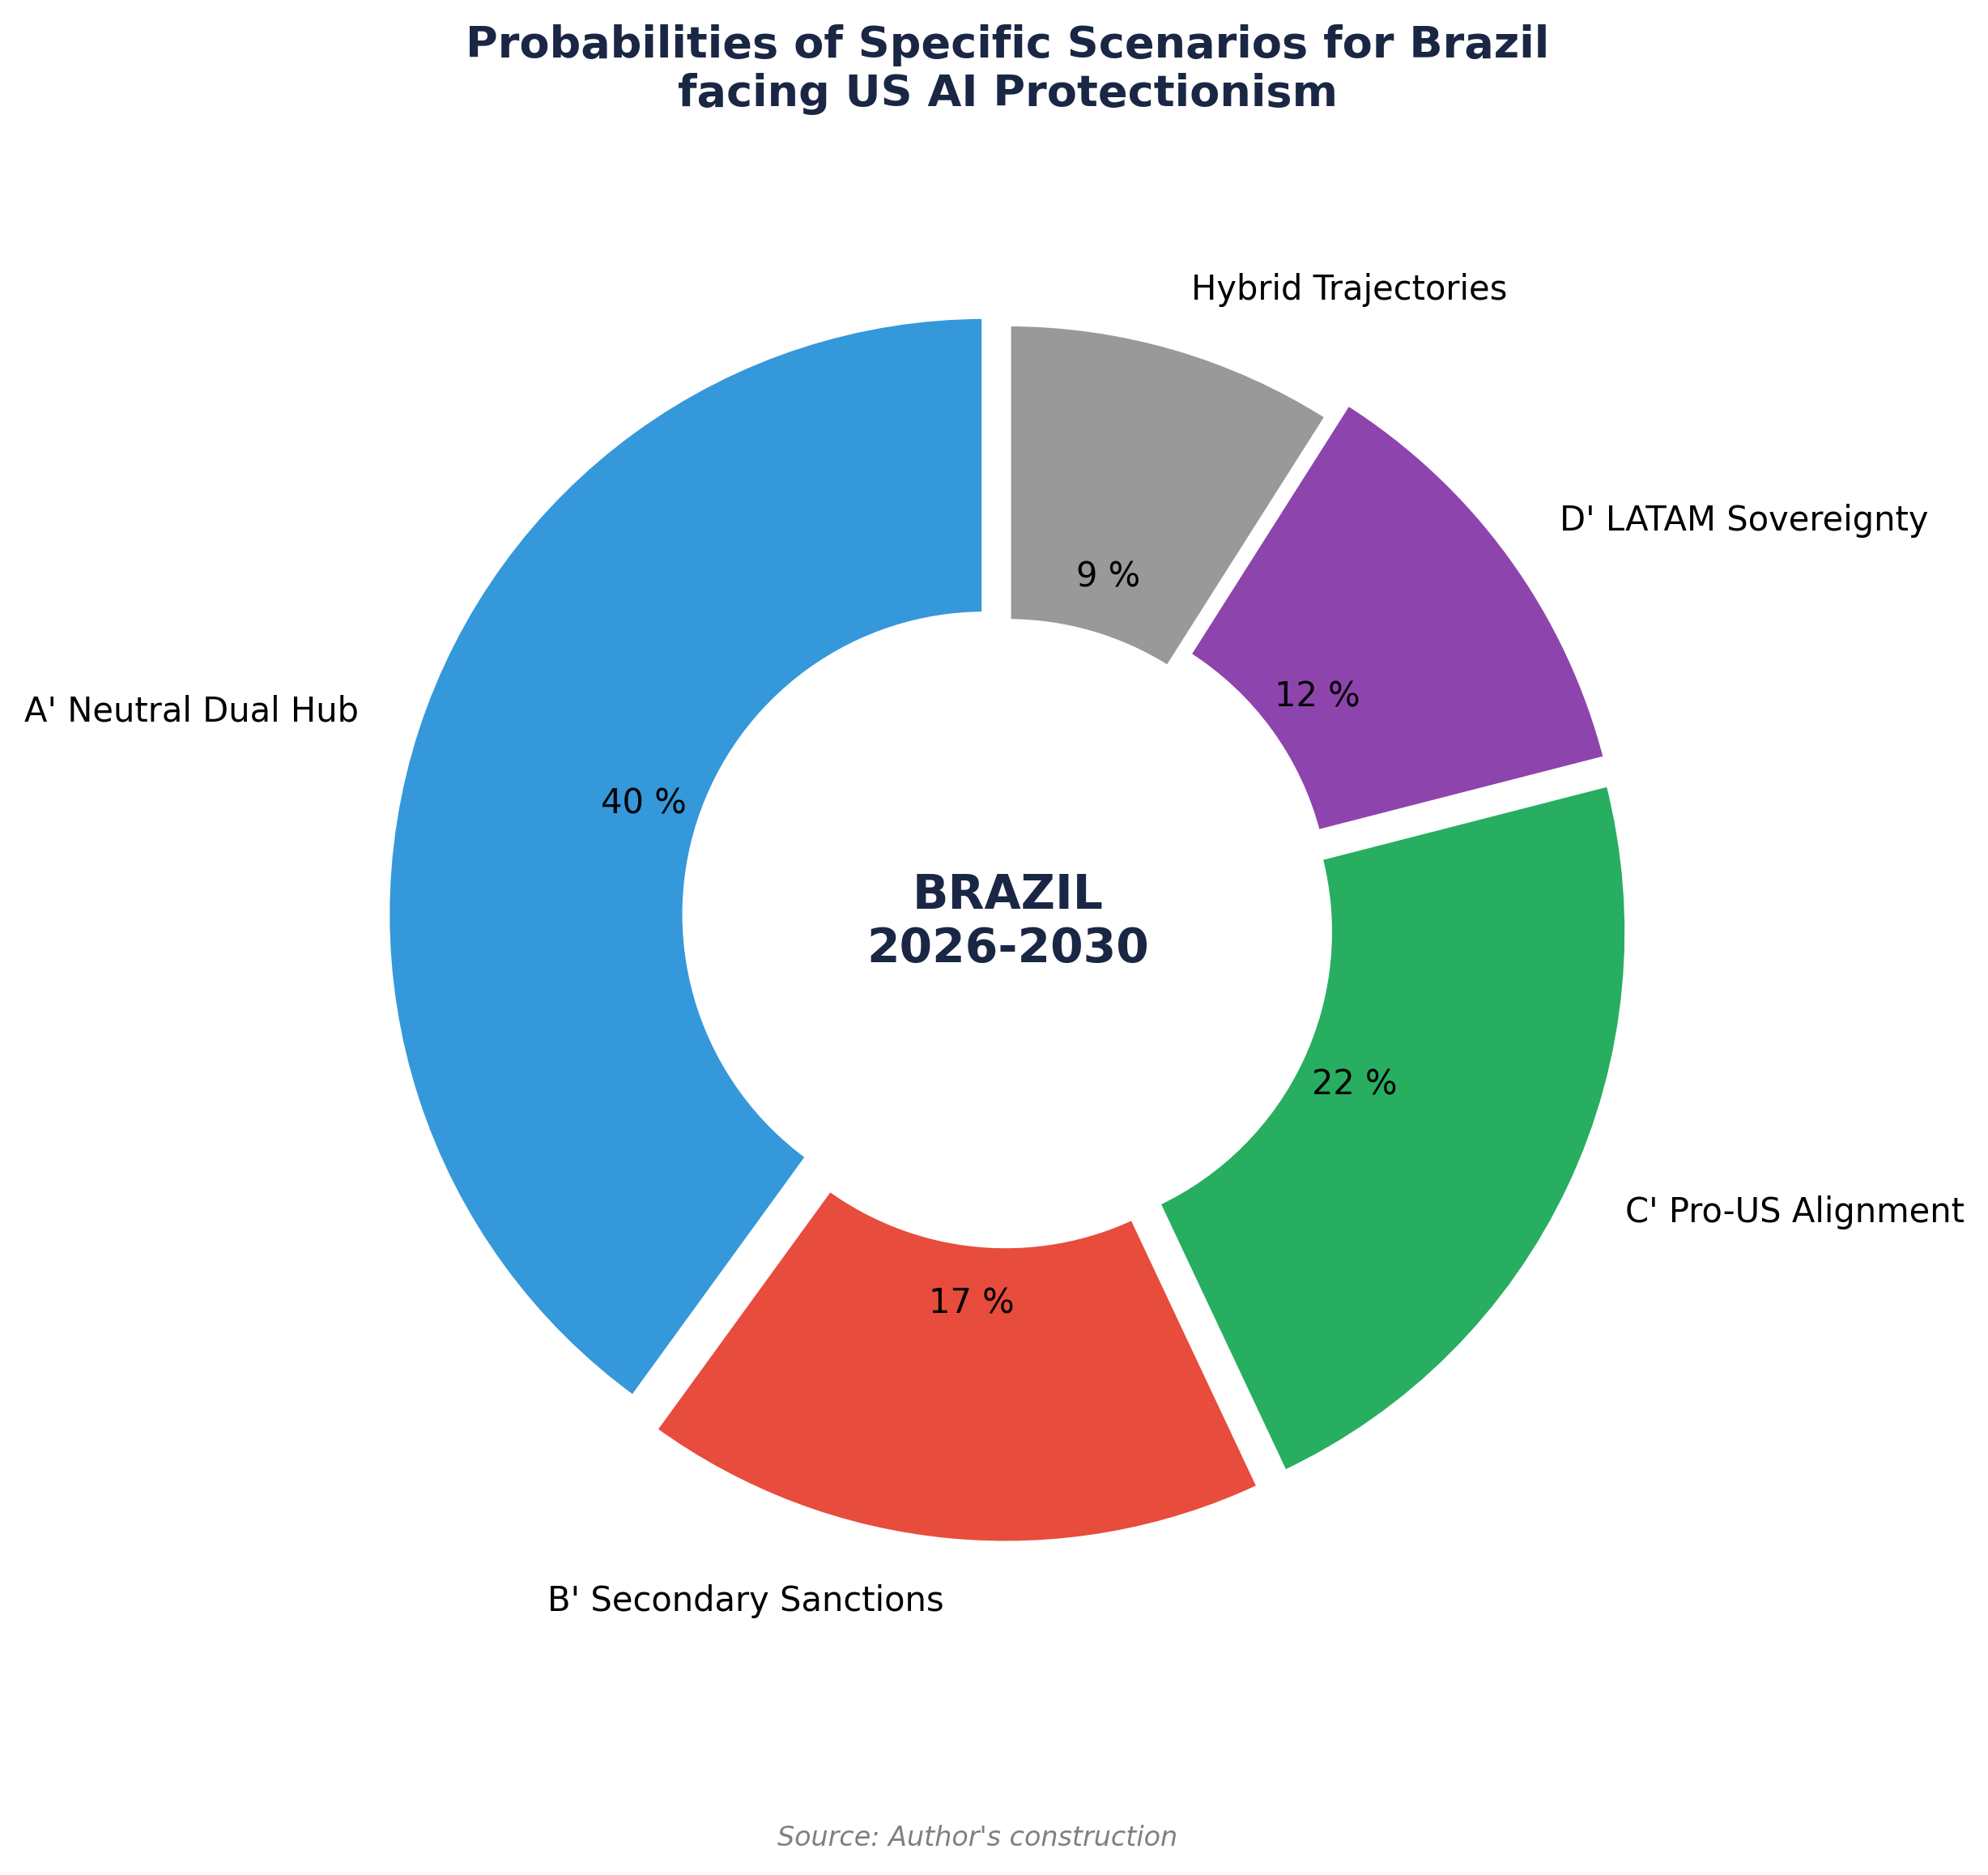 Probabilities of Specific Scenarios for Brazil
facing US AI Protectionism
Hybrid Trajectories
D' LATAM Sovereignty
9 %
12 %
A' Neutral Dual Hub
40 %
BRAZIL
2026-2030
22 %
C' Pro-US Alignment
17 %
B' Secondary Sanctions
Source: Author's construction